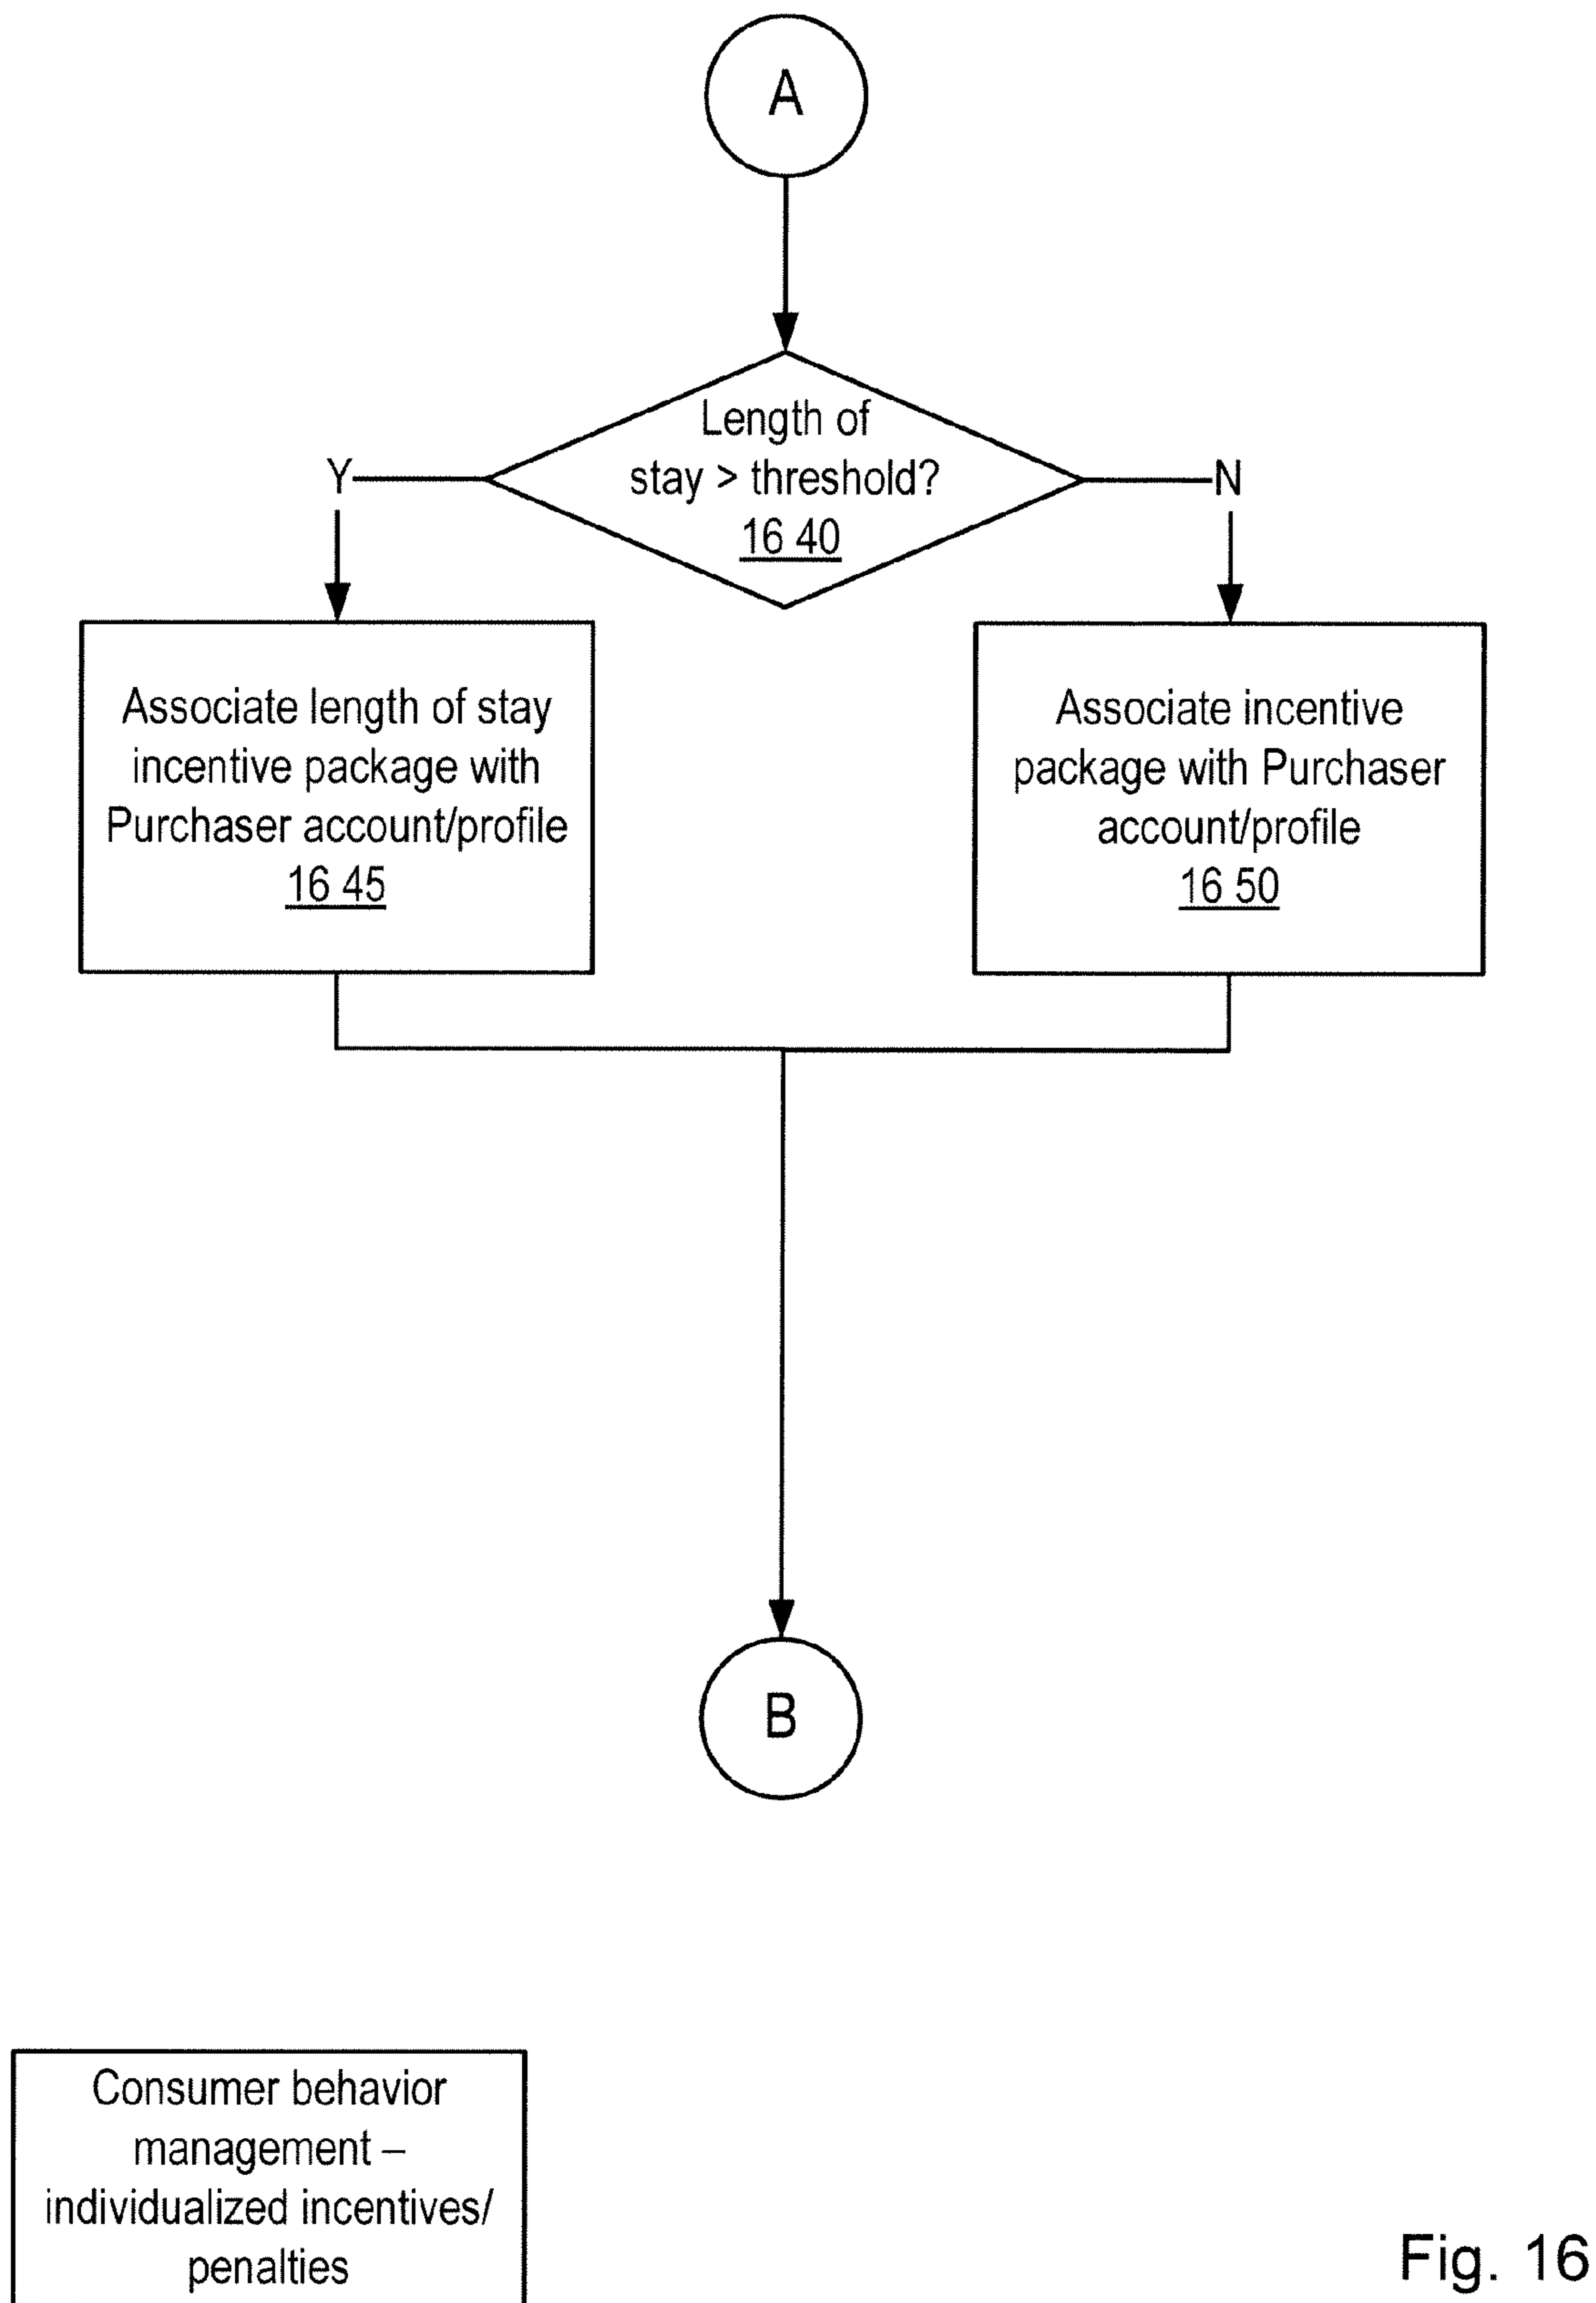 A
Length of
stay > threshold?
16 40
Y
N
Associate length of stay
incentive package with
Purchaser account/profile
16 45
Associate incentive
package with Purchaser
account/profile
16 50
B
Consumer behavior
management –
individualized incentives/
penalties
Fig. 16